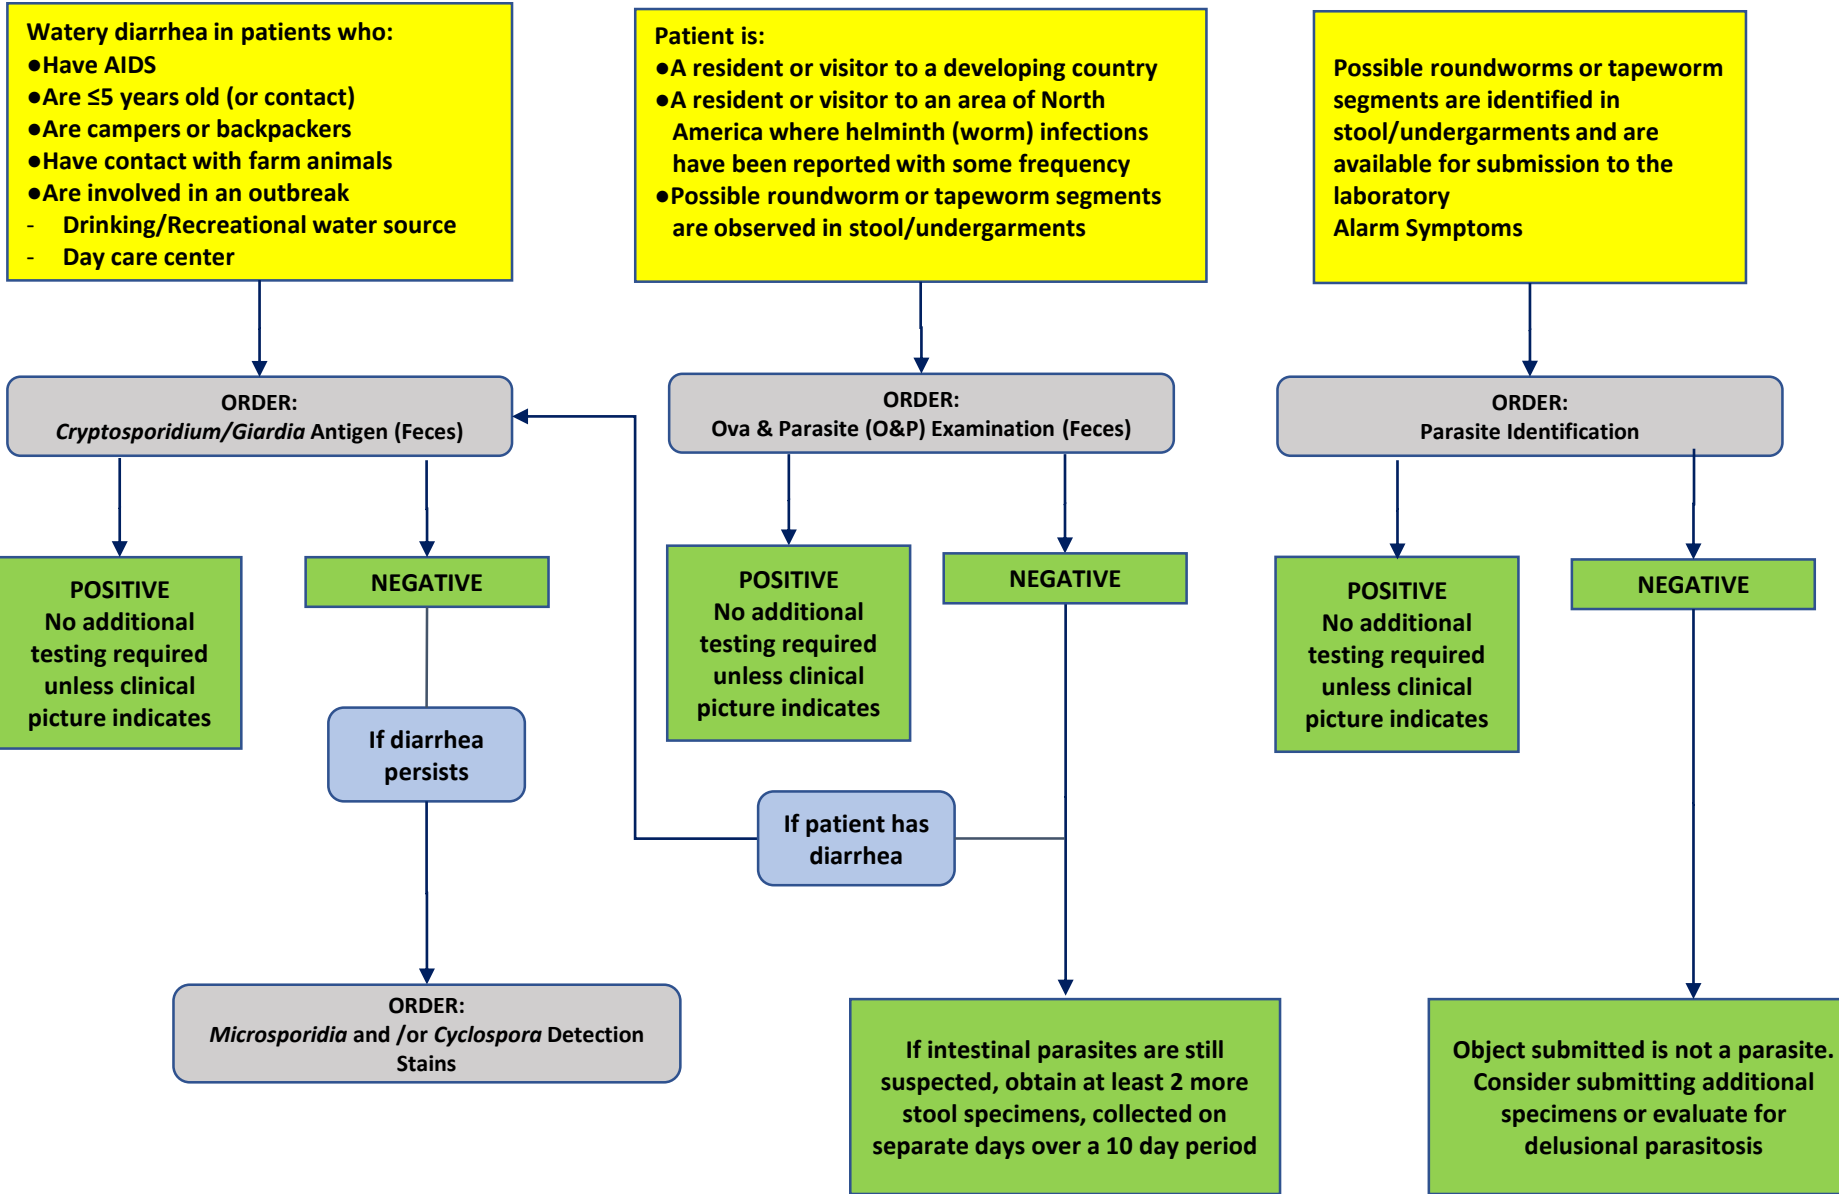 Watery diarrhea in patients who:
●Have AIDS
●Are ≤5 years old (or contact)
●Are campers or backpackers
●Have contact with farm animals
●Are involved in an outbreak
- Drinking/Recreational water source
- Day care center
Patient is:
●A resident or visitor to a developing country
●A resident or visitor to an area of North
America where helminth (worm) infections
have been reported with some frequency
●Possible roundworm or tapeworm segments
are observed in stool/undergarments
Possible roundworms or tapeworm
segments are identified in
stool/undergarments and are
available for submission to the
laboratory
Alarm Symptoms
ORDER:
Cryptosporidium/Giardia Antigen (Feces)
ORDER:
Ova & Parasite (O&P) Examination (Feces)
ORDER:
Parasite Identification
POSITIVE
No additional
testing required
unless clinical
picture indicates
NEGATIVE
POSITIVE
No additional
testing required
unless clinical
picture indicates
NEGATIVE
POSITIVE
No additional
testing required
unless clinical
picture indicates
NEGATIVE
If diarrhea
persists
If patient has
diarrhea
ORDER:
Microsporidia and /or Cyclospora Detection
Stains
If intestinal parasites are still
suspected, obtain at least 2 more
stool specimens, collected on
separate days over a 10 day period
Object submitted is not a parasite.
Consider submitting additional
specimens or evaluate for
delusional parasitosis